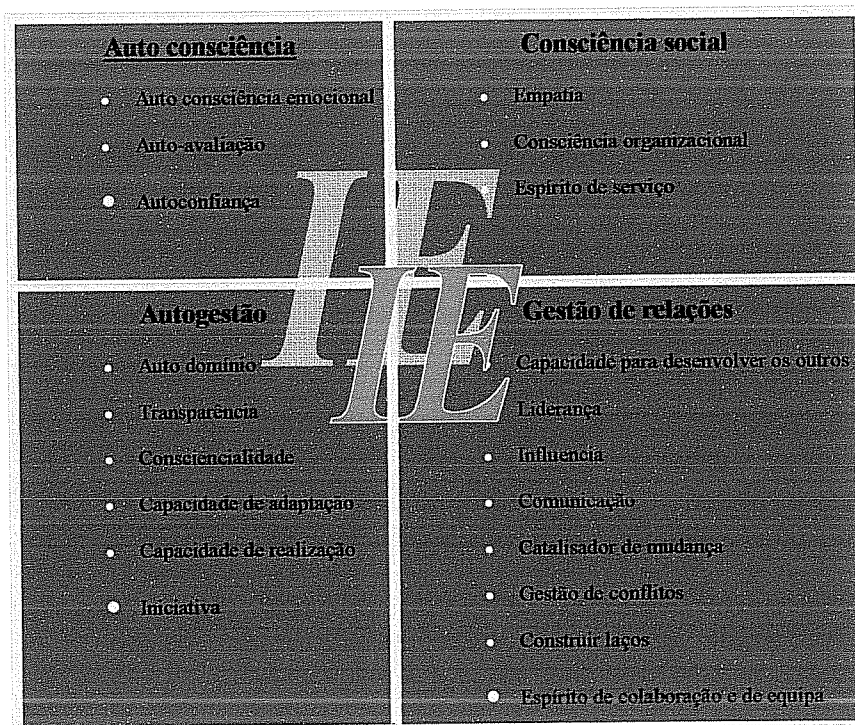 Auto consciência
Auto consciência emocional
Auto-avaliação
Autoconfiança
Consciência social
Empatia
Consciência organizacional
Espírito de serviço
IE
IE
Autogestão
Auto domínio
Transparência
Consciencialidade
Capacidade de adaptação
Capacidade de realização
Iniciativa
Gestão de relações
Capacidade para desenvolver os outros
Liderança
Influencia
Comunicação
Catalisador de mudança
Gestão de conflitos
Construir laços
Espírito de colaboração e de equipa